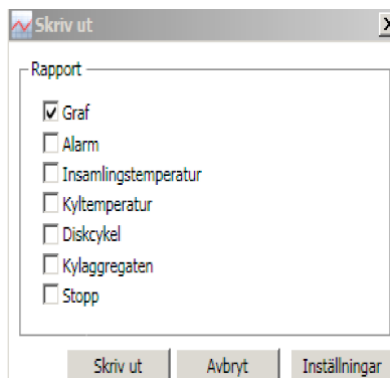 Skriv ut
Rapport
Graf
Alarm
Insamlingstemperatur
Kyltemperatur
Diskcykel
Kylaggregaten
Stopp
Skriv ut Avbryt Inställningar